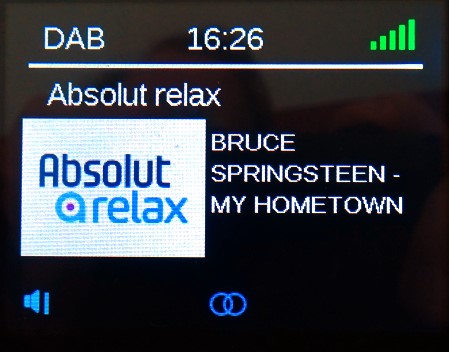 DAB 16:26
Absolut relax
Absolut
relax
BRUCE
SPRINGSTEEN -
MY HOMETOWN